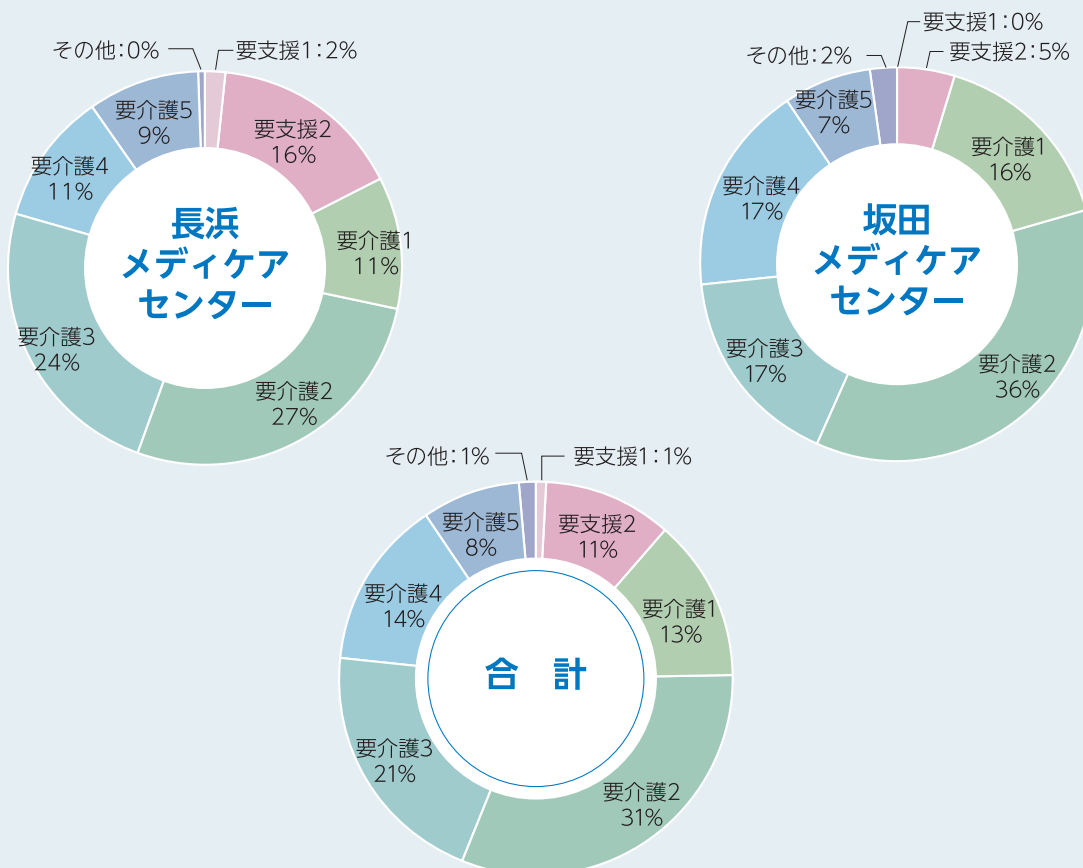 その他：0%
要支援1：2%
要支援2
16%
要介護1
11%
要介護2
27%
要介護3
24%
要介護4
11%
要介護5
9%
長浜
メディケア
センター
その他：2%
要支援1：0%
要支援2：5%
要介護1
16%
要介護2
36%
要介護3
17%
要介護4
17%
要介護5
7%
坂田
メディケア
センター
その他：1%
要支援1：1%
要支援2
11%
要介護1
13%
要介護2
31%
要介護3
21%
要介護4
14%
要介護5
8%
合　計